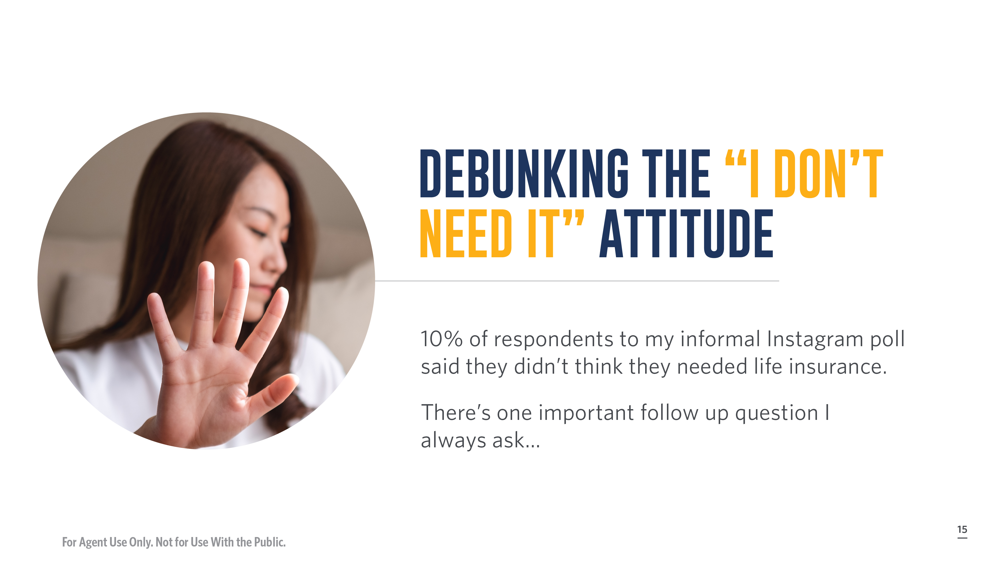 DEBUNKING THE “I DON’T
NEED IT” ATTITUDE
10% of respondents to my informal Instagram poll
said they didn’t think they needed life insurance.
There’s one important follow up question I
always ask...
For Agent Use Only. Not for Use With the Public.
15